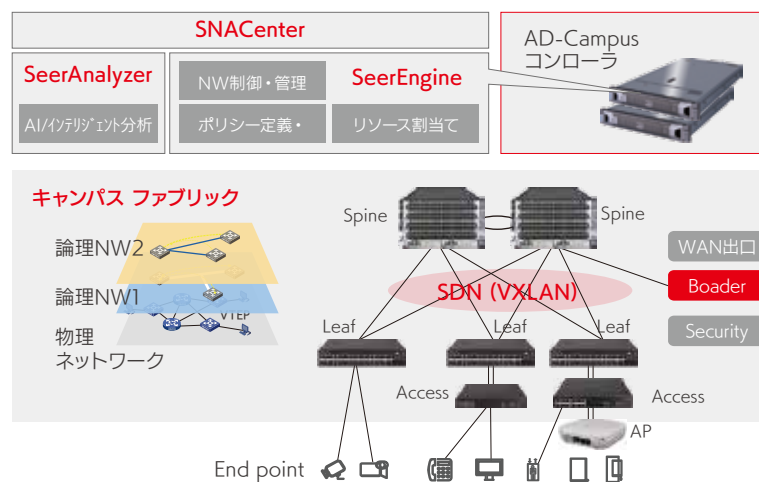 SNACenter
SeerAnalyzer
AI/ｲﾝﾃﾘｼﾞｪﾝﾄ分析
NW制御・管理
SeerEngine
ポリシー定義・
リソース割当て
AD-Campus
コントローラ
キャンパス ファブリック
論理NW2
論理NW1
VTEP
物理
ネットワーク
Spine
Spine
SDN (VXLAN)
WAN出口
Boader
Security
Leaf
Leaf
Leaf
Access
Access
AP
End point